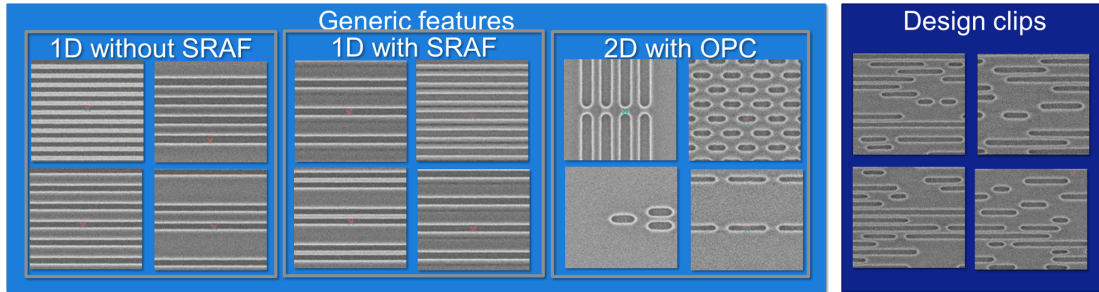 Generic features
1D without SRAF
1D with SRAF
2D with OPC
Design clips